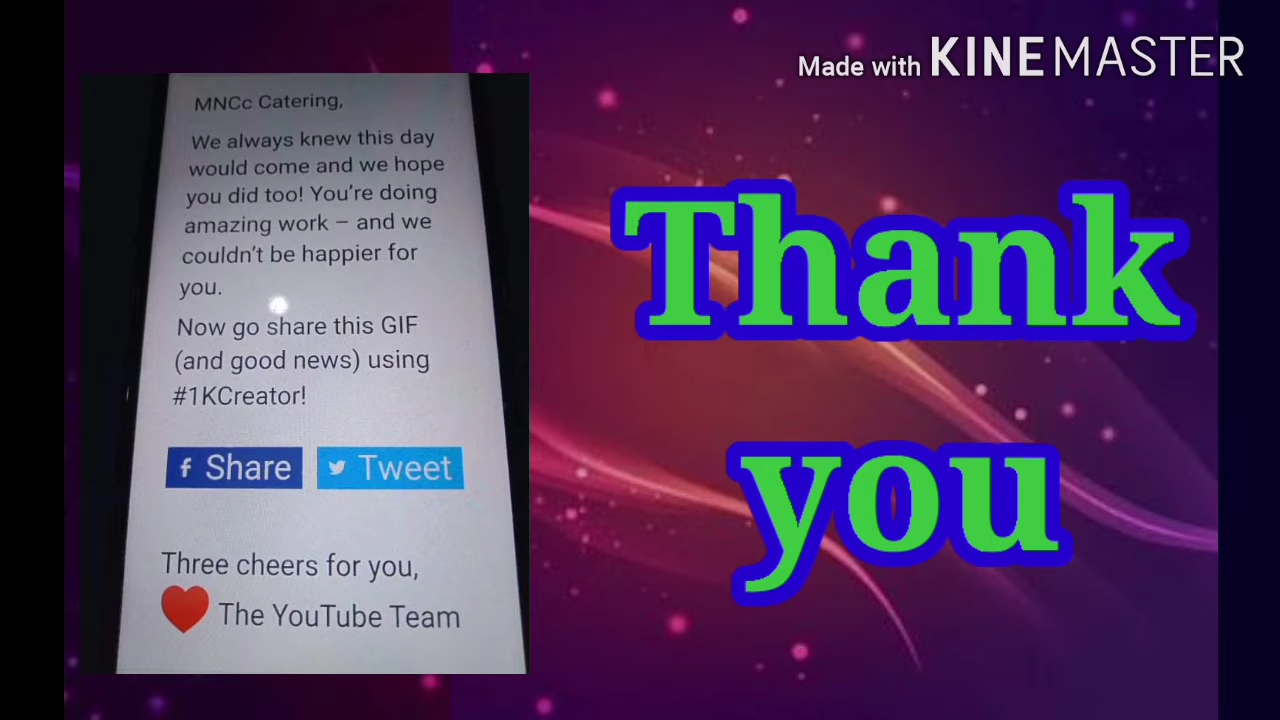 Made with KINEMASTER
MNCc Catering,
We always knew this day
would come and we hope
you did too! You're doing
amazing work – and we
couldn't be happier for
you.
Now go share this GIF
(and good news) using
#1KCreator!
f Share
Tweet
Three cheers for you,
The YouTube Team
Thank
you